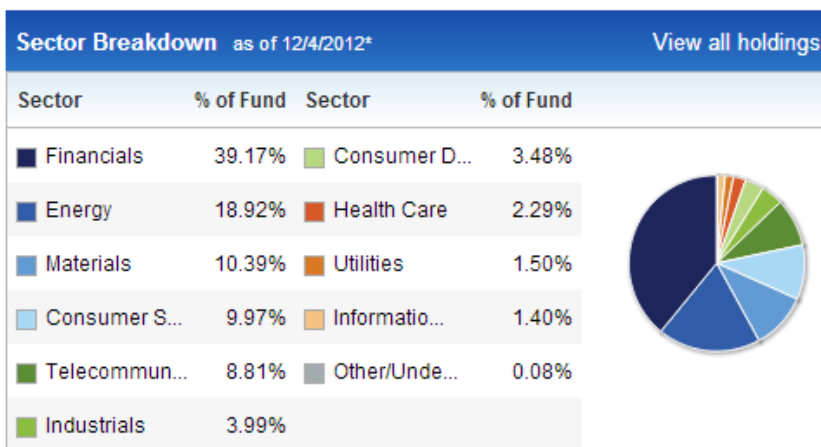 Sector Breakdown as of 12/4/2012* View all holdings
Sector % of Fund Sector % of Fund
Financials 39.17% Consumer D... 3.48%
Energy 18.92% Health Care 2.29%
Materials 10.39% Utilities 1.50%
Consumer S... 9.97% Informatio... 1.40%
Telecommun... 8.81% Other/Unde... 0.08%
Industrials 3.99%